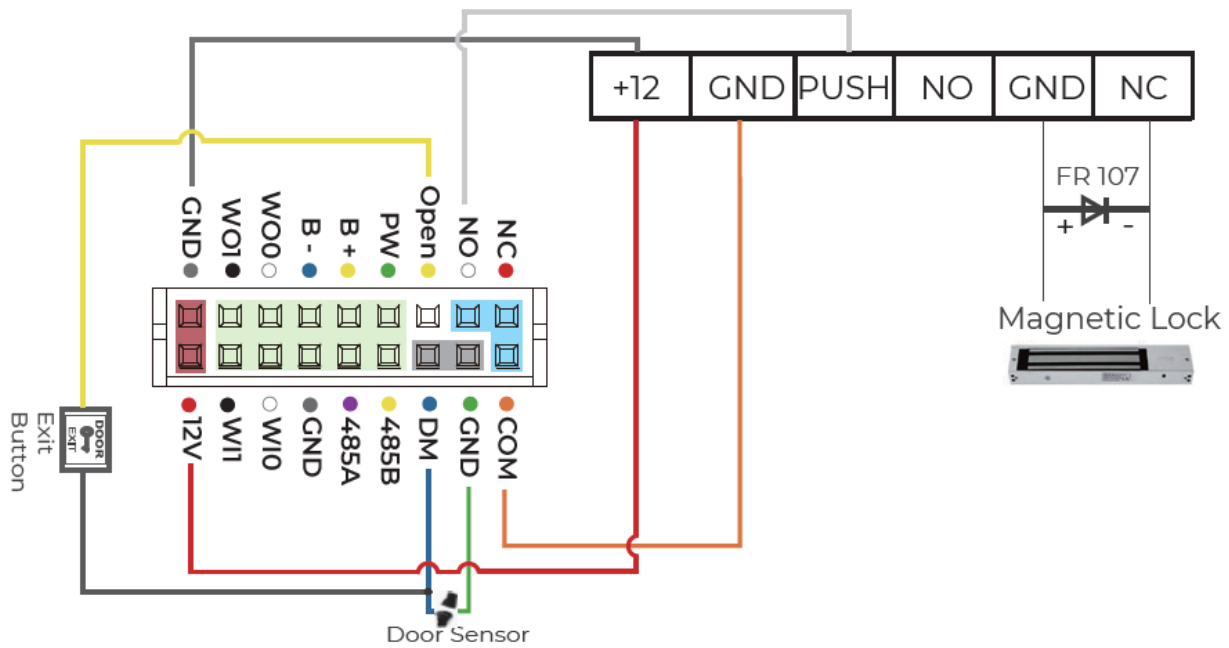 +12 GND PUSH NO GND NC
FR 107
+ -
Magnetic Lock
GND WO1 WO0 B - B + PW Open NO NC
12V WI1 WI0 GND 485A 485B DM GND COM
DOOR
EXIT
Exit
Button
Door Sensor